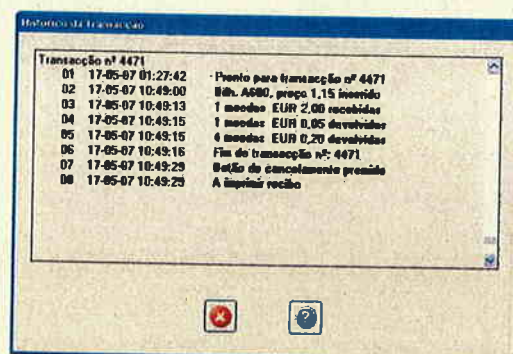 Histórico da transacção
Transacção nº 4471
01 17-05-07 01:27:42 - Pronto para transacção nº 4471
02 17-05-07 10:49:00 Bilh. A600, preço 1,15 inserido
03 17-05-07 10:49:13 1 moedas EUR 2,00 recebidas
04 17-05-07 10:49:15 1 moedas EUR 0,05 devolvidas
05 17-05-07 10:49:15 4 moedas EUR 0,20 devolvidas
06 17-05-07 10:49:16 Fim de transacção nº: 4471
07 17-05-07 10:49:29 Botão de cancelamento premido
08 17-05-07 10:49:29 A imprimir recibo